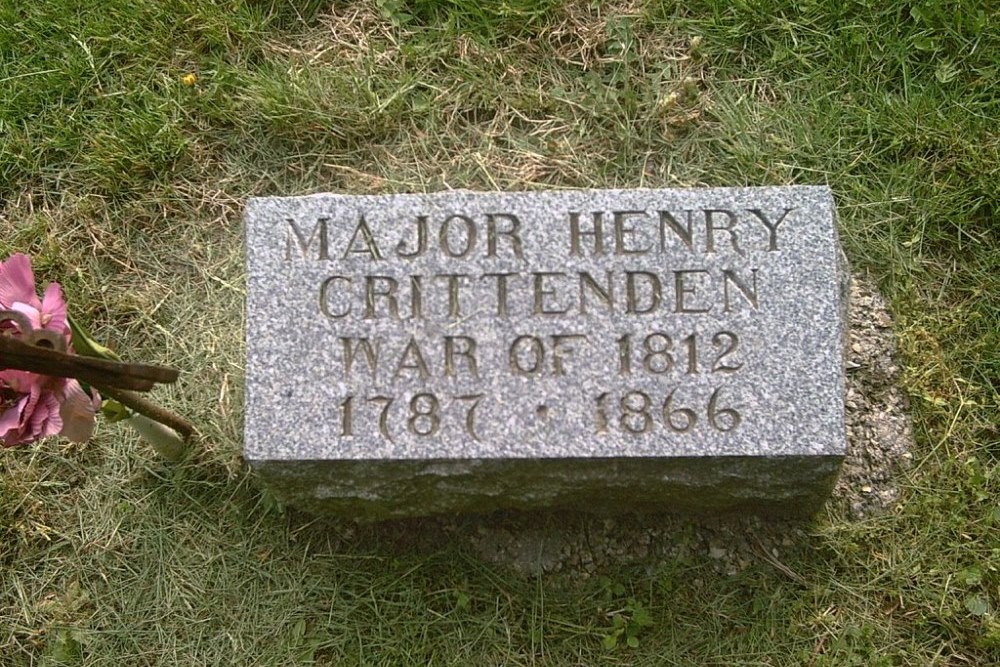 MAJOR HENRY
CRITTENDEN
WAR OF 1812
1787 · 1866